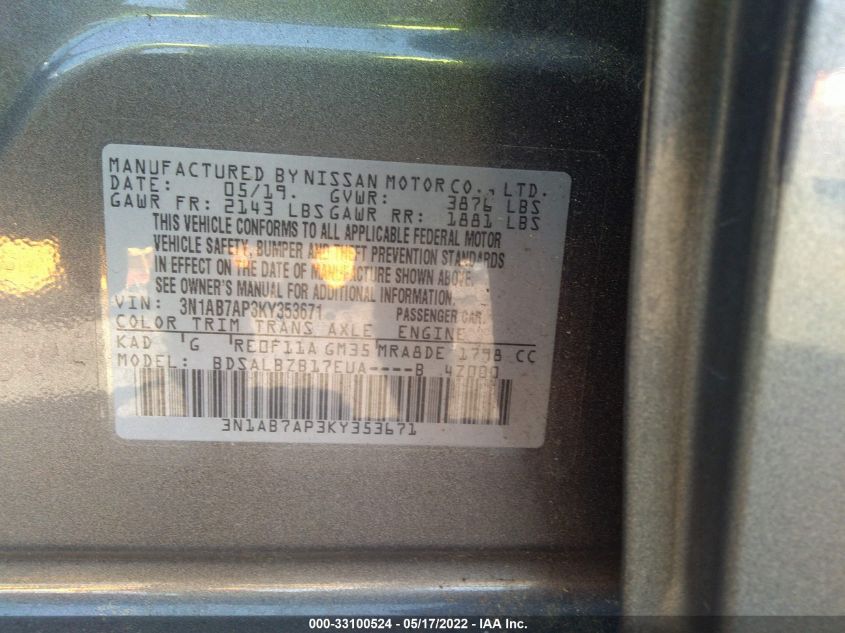 MANUFACTURED BY NISSAN MOTOR CO., LTD.
DATE: 05/19. GVWR: 3876 LBS
GAWR FR: 2143 LBS GAWR RR: 1881 LBS
THIS VEHICLE CONFORMS TO ALL APPLICABLE FEDERAL MOTOR
VEHICLE SAFETY, BUMPER AND THEFT PREVENTION STANDARDS
IN EFFECT ON THE DATE OF MANUFACTURE SHOWN ABOVE.
SEE OWNER'S MANUAL FOR ADDITIONAL INFORMATION.
VIN: 3N1AB7AP3KY353671 PASSENGER CAR
COLOR TRIM TRANS AXLE ENGINE
KAD G RE0F11A GM35 MRA8DE 1798 CC
MODEL: BDSALBZB17EUA----B 4Z000
3N1AB7AP3KY353671
000-33100524 - 05/17/2022 - IAA Inc.